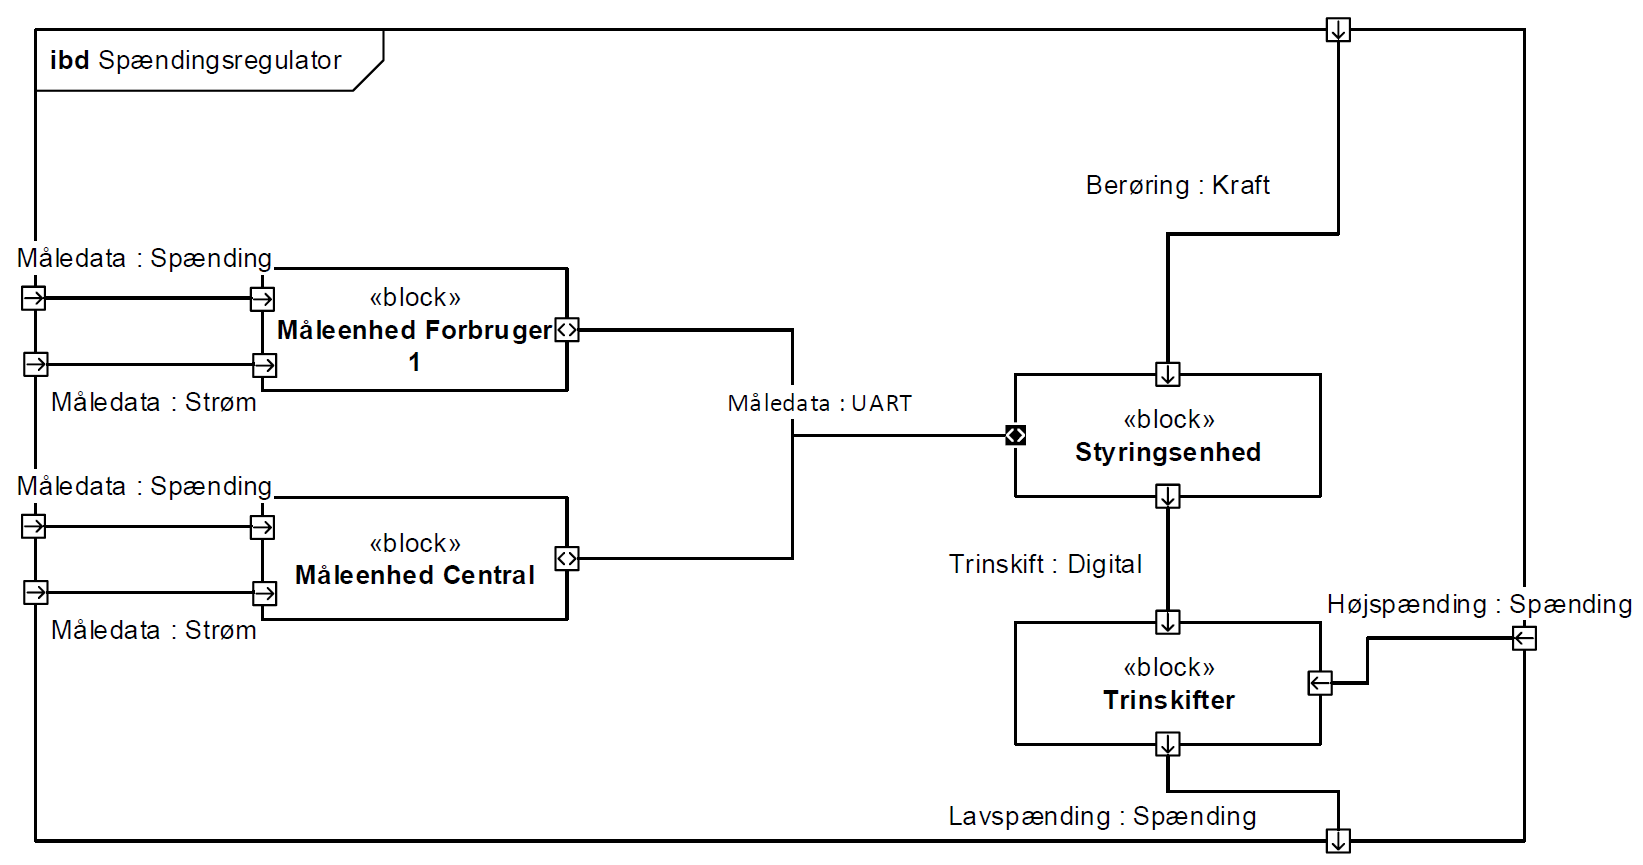 ibd Spændingsregulator
Berøring : Kraft
Måledata : Spænding
«block»
Måleenhed Forbruger
1
Måledata : Strøm
Måledata : UART
«block»
Styringsenhed
Måledata : Spænding
«block»
Måleenhed Central
Måledata : Strøm
Trinskift : Digital
Højspænding : Spænding
«block»
Trinskifter
Lavspænding : Spænding